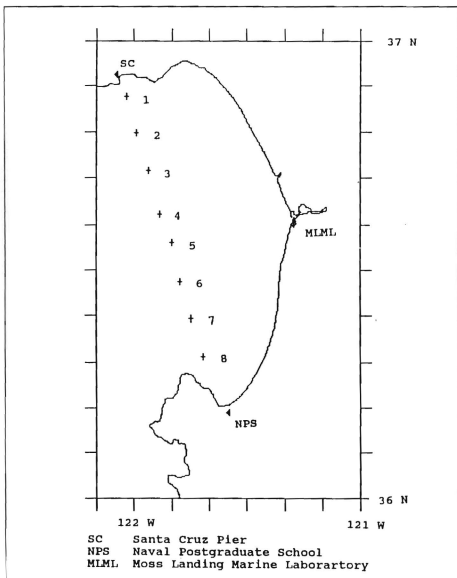 37 N
SC
1
2
3
4
MLML
5
6
7
8
NPS
36 N
122 W 121 W
SC Santa Cruz Pier
NPS Naval Postgraduate School
MLML Moss Landing Marine Laborartory